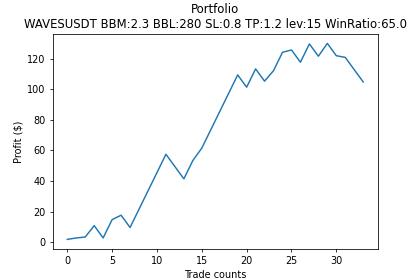 Portfolio
WAVESUSDT BBM:2.3 BBL:280 SL:0.8 TP:1.2 lev:15 WinRatio:65.0
120
100
80
60
40
20
0
Profit ($)
0 5 10 15 20 25 30
Trade counts